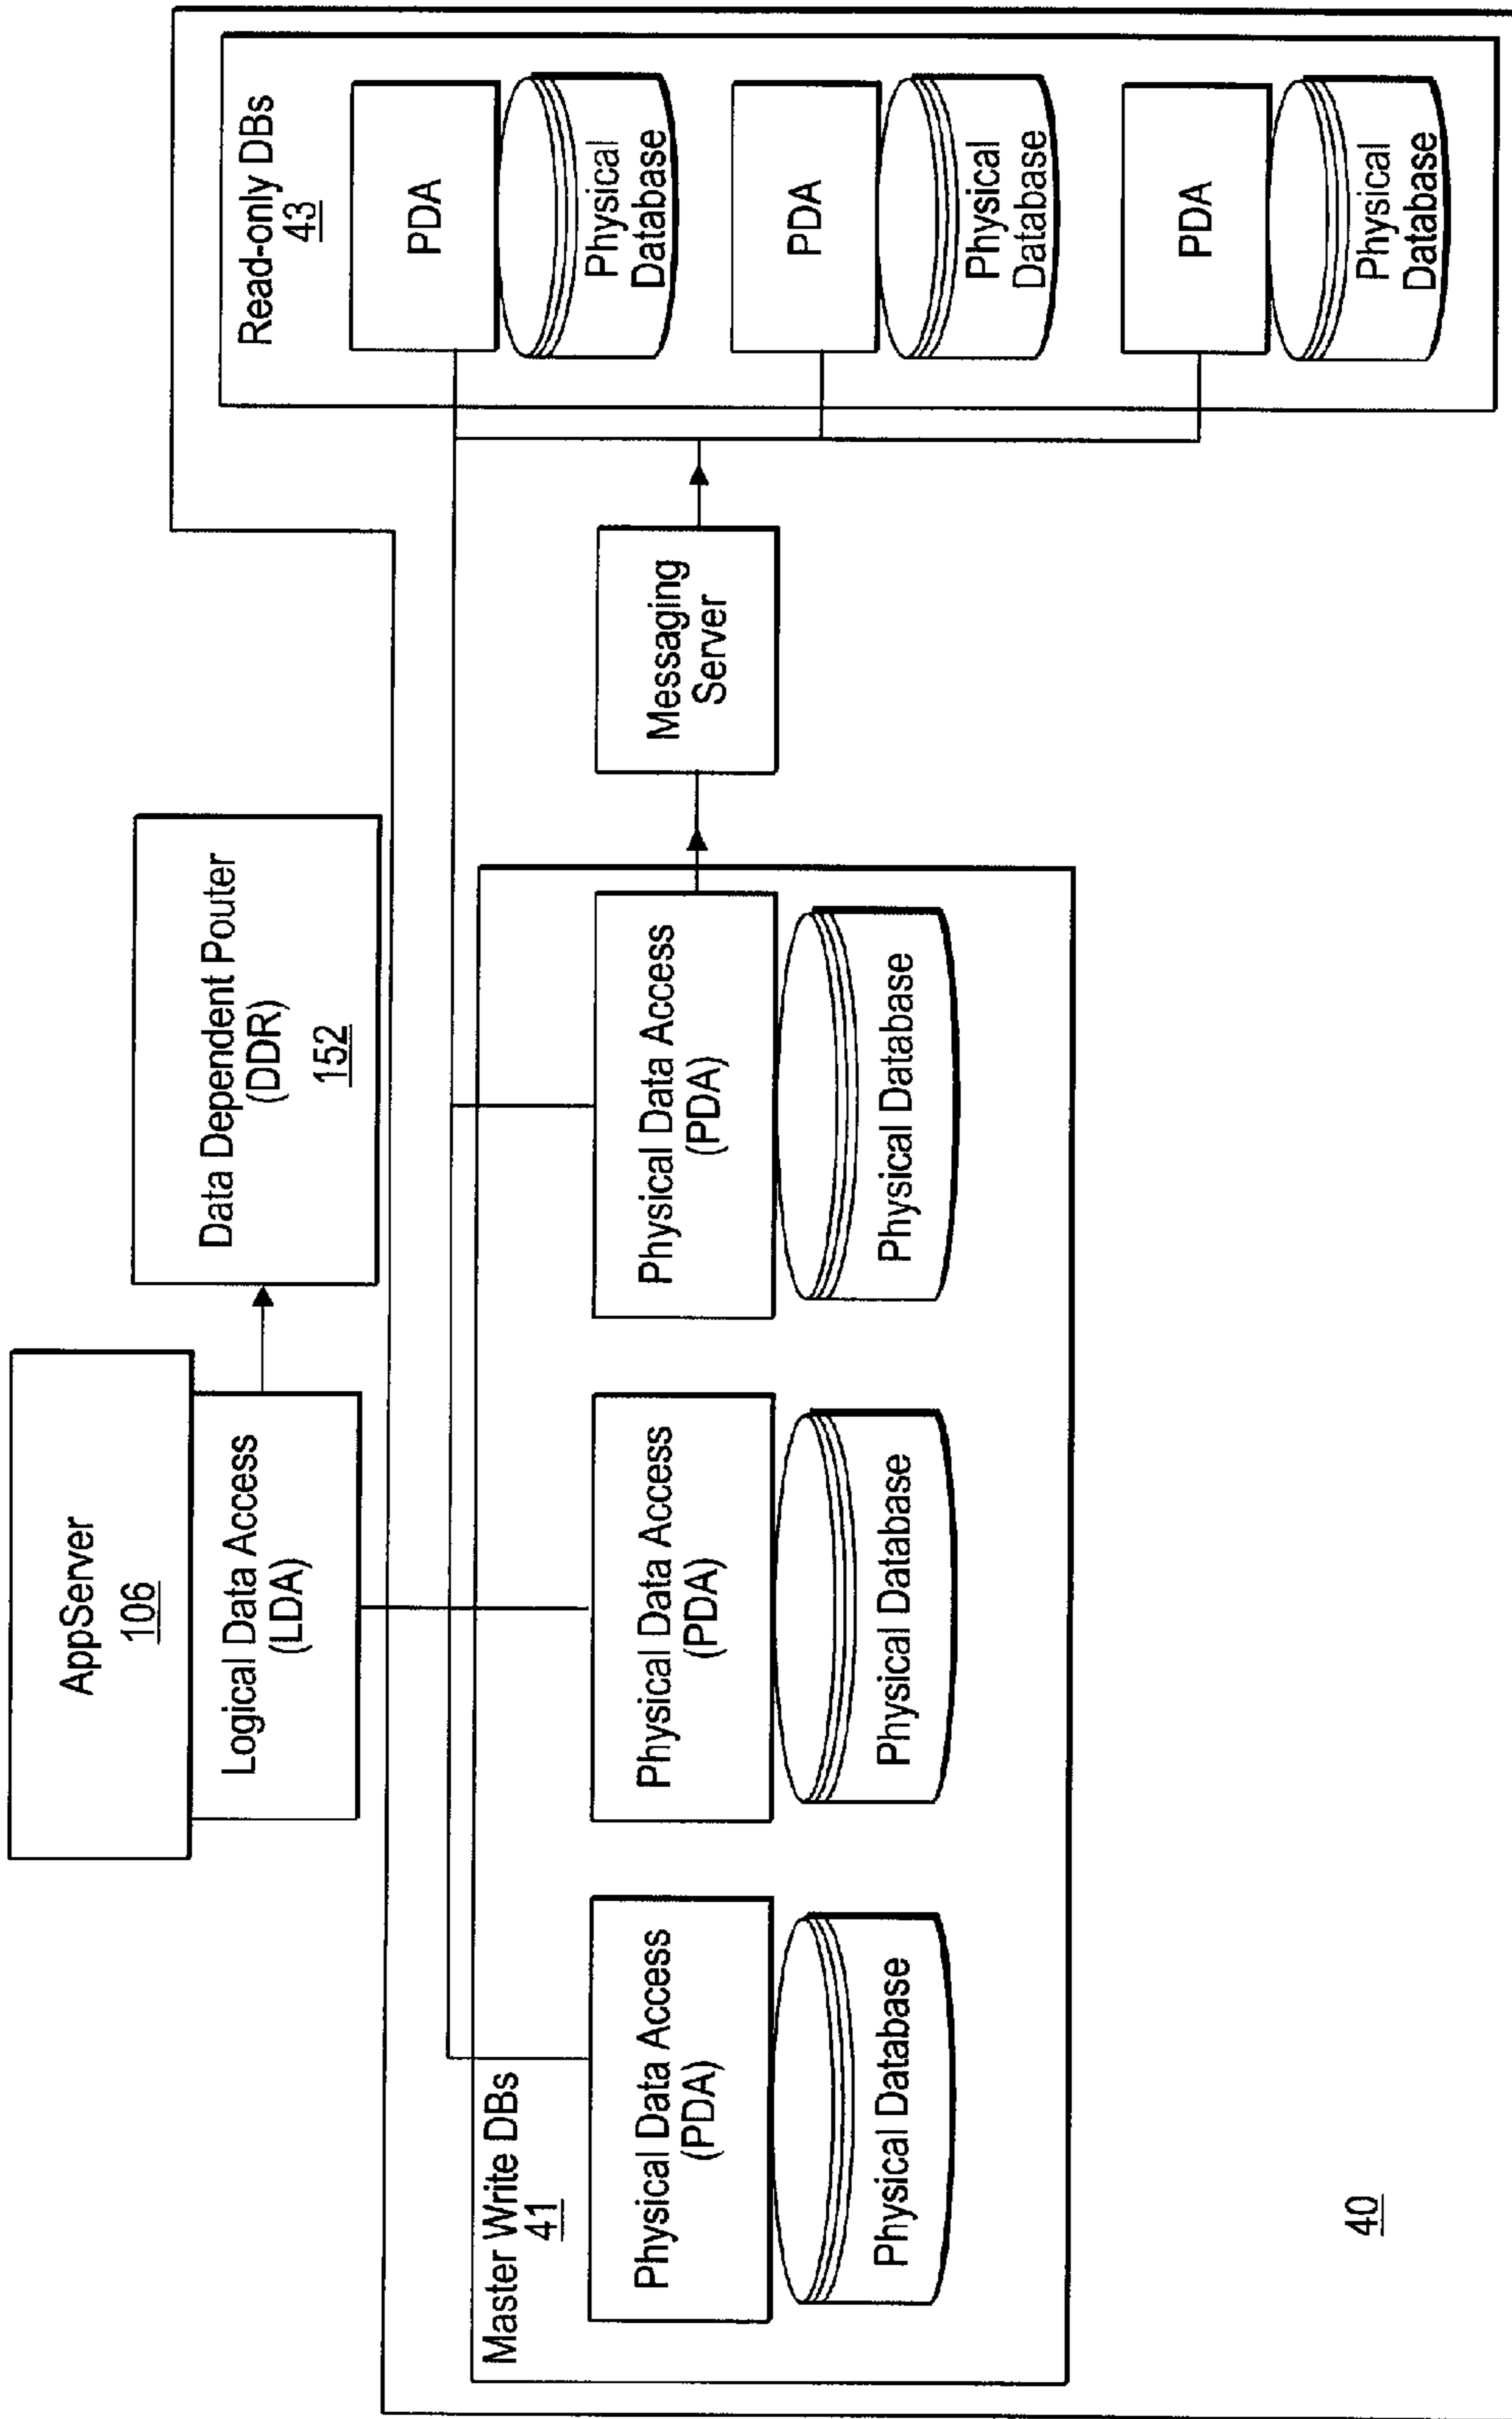 AppServer
106
Logical Data Access
(LDA)
Data Dependent Pouter
(DDR)
152
Master Write DBs
41
Physical Data Access
(PDA)
Physical Database
Physical Data Access
(PDA)
Physical Database
Physical Data Access
(PDA)
Physical Database
Messaging
Server
Read-only DBs
43
PDA
Physical
Database
PDA
Physical
Database
PDA
Physical
Database
40